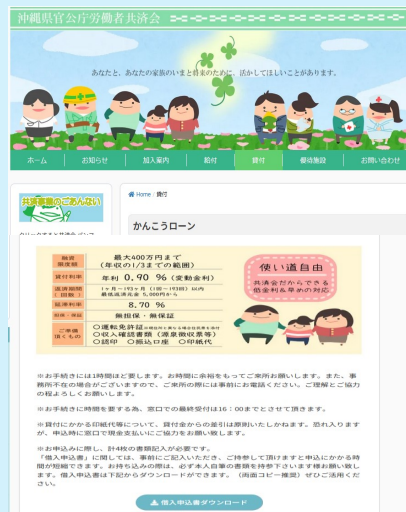 沖縄県官公庁労働者共済会
あなたと、あなたの家族のいまと将来のために、活かしてほしいことがあります。
ホーム
お知らせ
加入案内
給付
貸付
優待施設
お問い合わせ
共済事業のごあんない
Home / 貸付
かんこうローン
融資限度額
最大400万円まで
(年収の1/3までの範囲)
貸付利率
年利 0.90 %(変動金利)
返済期間(回数)
1ヶ月~193ヶ月(1回~193回)以内
最低返済元金 5,000円から
延滞利率
8.70 %
担保・保証
無担保・無保証
ご準備頂くもの
○運転免許証
○収入確認書類(源泉徴収票等)
○認印 ○振込口座 ○印紙代
使い道自由
共済会だからできる
低金利&早めの対応
※お手続きには1時間ほど要します。お時間に余裕をもってご来所お願い致します。また、事
務所不在の場合がございますので、ご来所の際には事前にお電話ください。ご理解とご協力
の程よろしくお願いします。
※お手続きに時間を要する為、窓口での最終受付は16:00までとさせて頂きます。
※貸付にかかる印紙代等について、貸付金からの差引は原則いたしかねます。恐れ入ります
が、申込時に窓口で現金支払いにご協力をお願い致します。
※お申込みに際し、計4枚の書類記入が必要です。
「借入申込書」に関しては、事前にご記入いただき、ご持参して頂けますと申込にかかる時
間が短縮できます。お持ち込みの際は、必ず本人自筆の書類を持参下さいます様お願い致し
ます。借入申込書は下記からダウンロードができます。(両面コピー推奨)ぜひご活用くだ
さい。
借入申込書ダウンロード